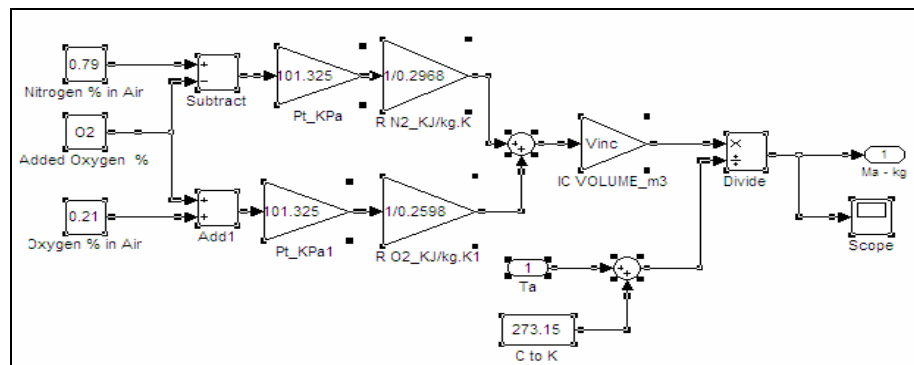 0.79
Nitrogen % in Air
+
−
Subtract
101.325
Pt_KPa
1/0.2968
R N2_KJ/kg.K
O2
Added Oxygen %
0.21
Oxygen % in Air
+
+
Add1
101.325
Pt_KPa1
1/0.2598
R O2_KJ/kg.K1
+
+
Vinc
IC VOLUME_m3
×
÷
Divide
1
Ma - kg
Scope
1
Ta
+
+
273.15
C to K